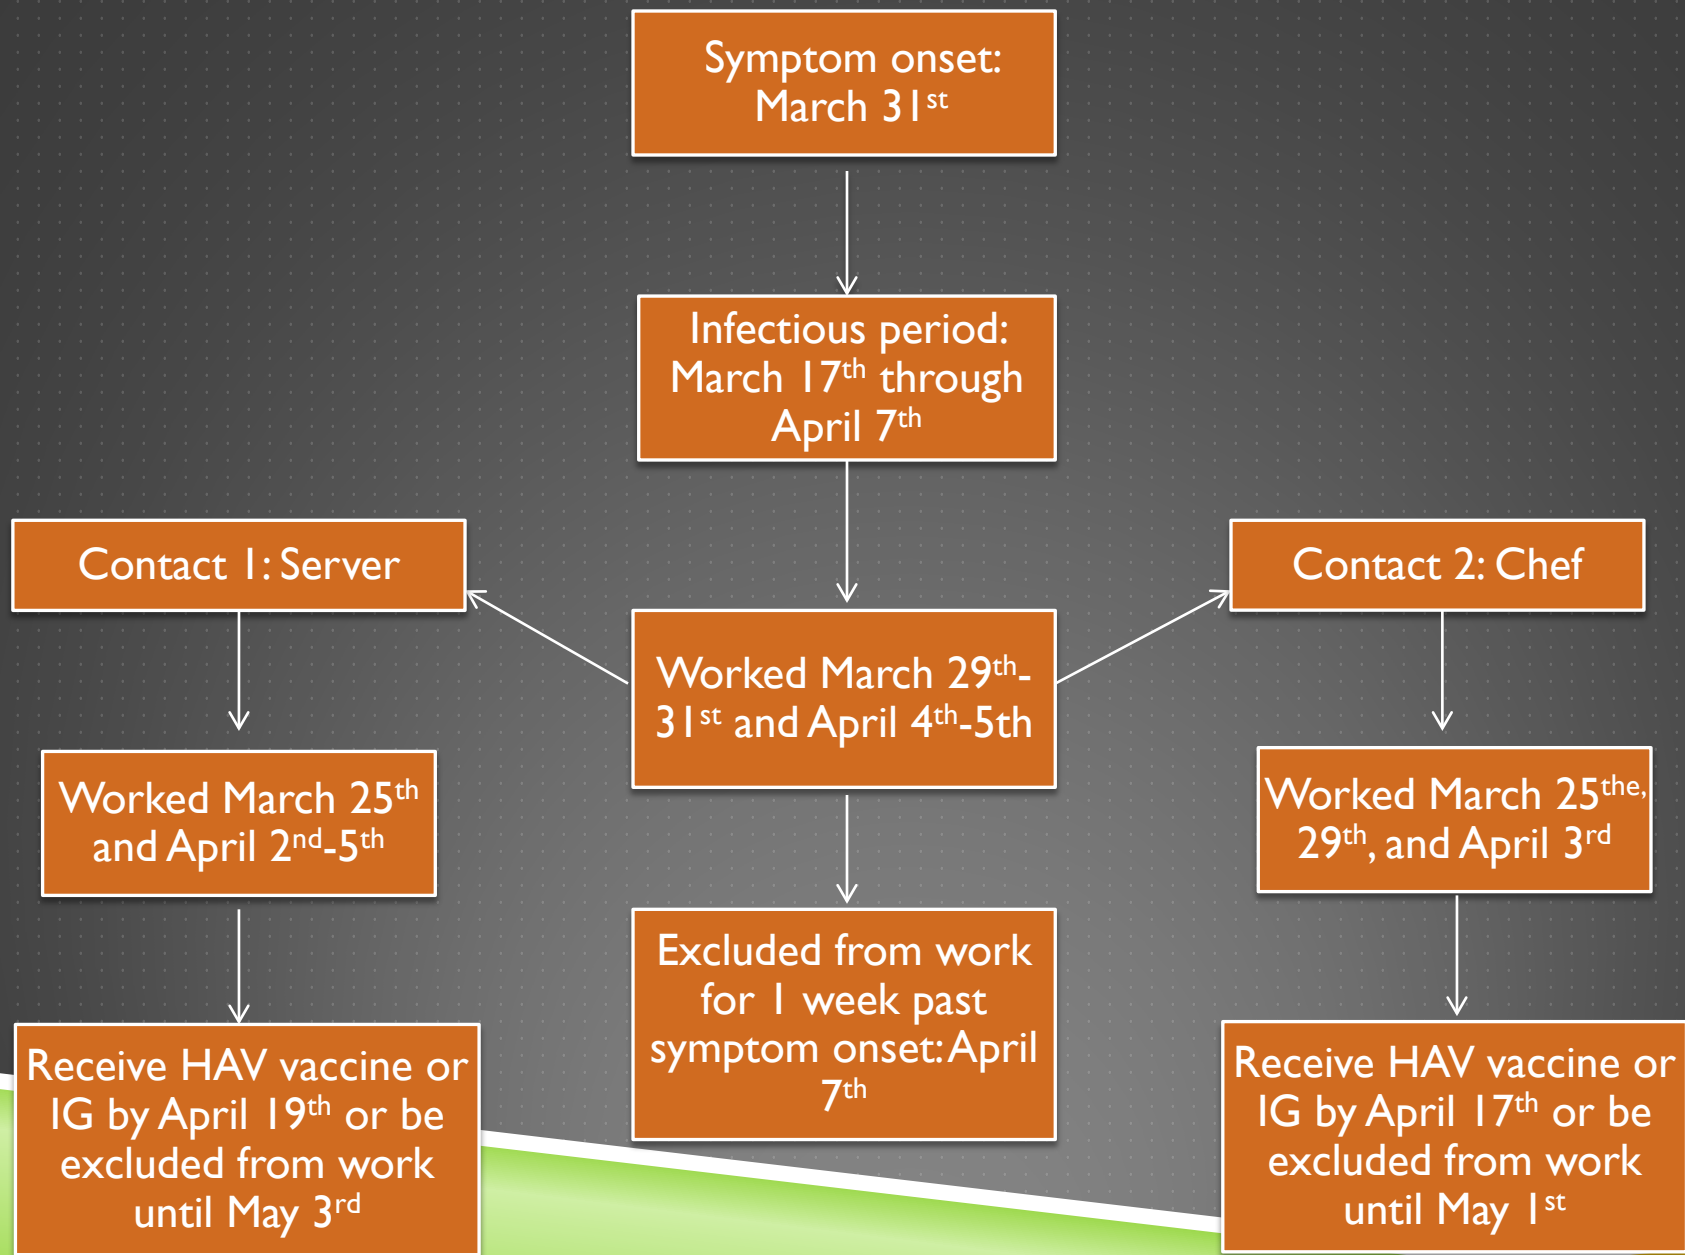 Symptom onset:
March 31st
Infectious period:
March 17th through
April 7th
Contact 1: Server
Contact 2: Chef
Worked March 29th-
31st and April 4th-5th
Worked March 25th
and April 2nd-5th
Worked March 25the,
29th, and April 3rd
Excluded from work
for 1 week past
symptom onset: April
7th
Receive HAV vaccine or
IG by April 19th or be
excluded from work
until May 3rd
Receive HAV vaccine or
IG by April 17th or be
excluded from work
until May 1st